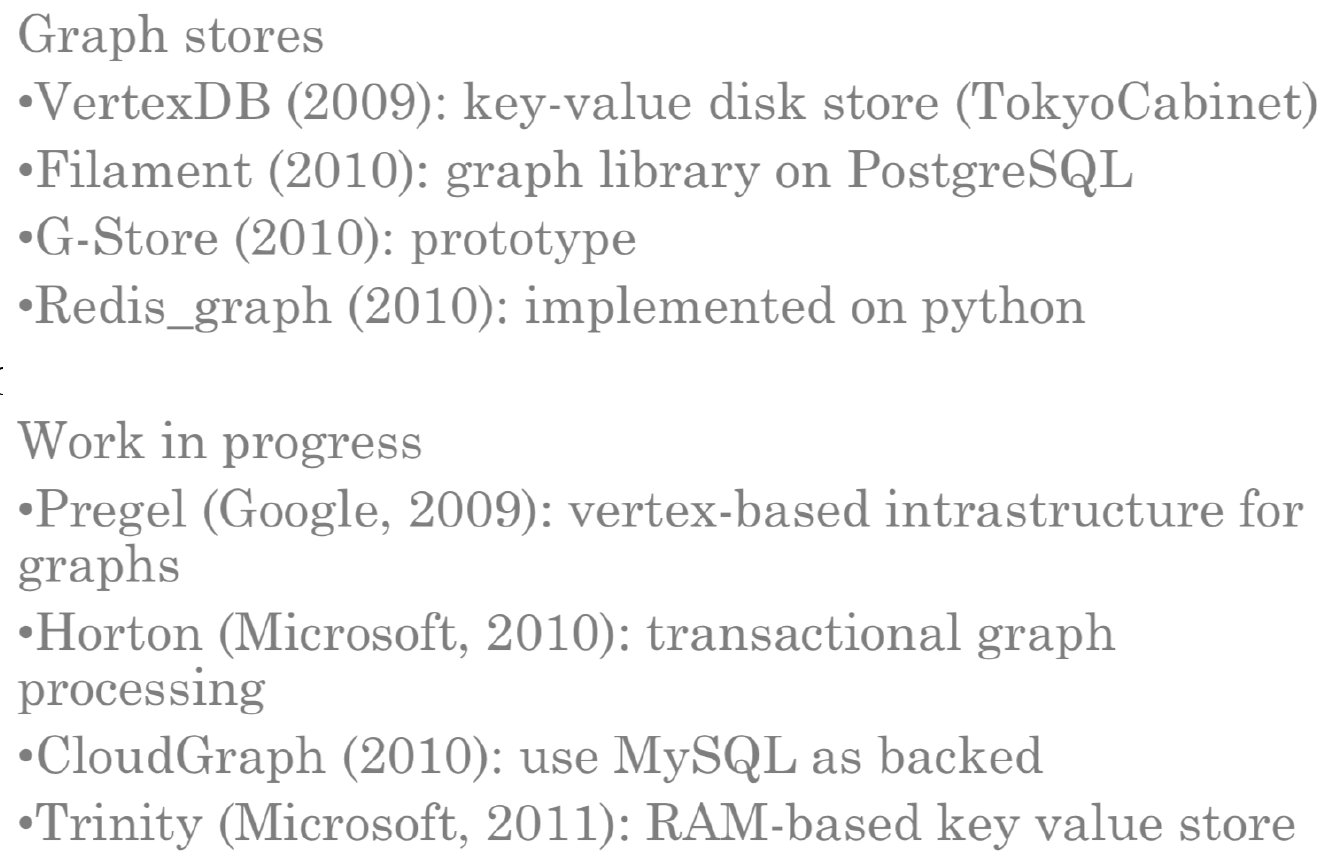 Graph stores
•VertexDB (2009): key-value disk store (TokyoCabinet)
•Filament (2010): graph library on PostgreSQL
•G-Store (2010): prototype
•Redis_graph (2010): implemented on python
Work in progress
•Pregel (Google, 2009): vertex-based intrastructure for
graphs
•Horton (Microsoft, 2010): transactional graph
processing
•CloudGraph (2010): use MySQL as backed
•Trinity (Microsoft, 2011): RAM-based key value store